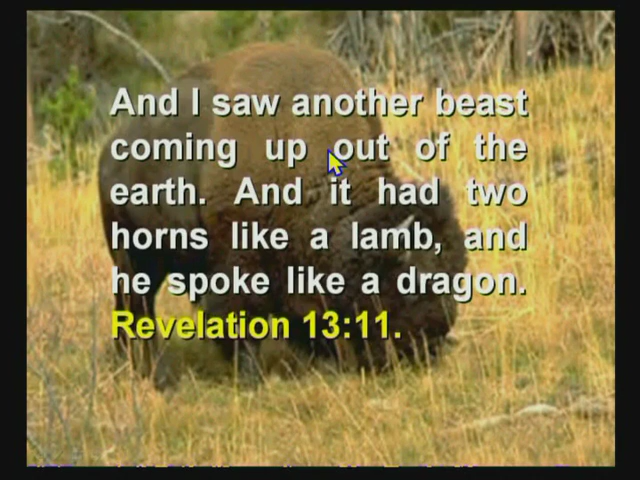 And I saw another beast
coming up out of the
earth. And it had two
horns like a lamb, and
he spoke like a dragon.
Revelation 13:11.